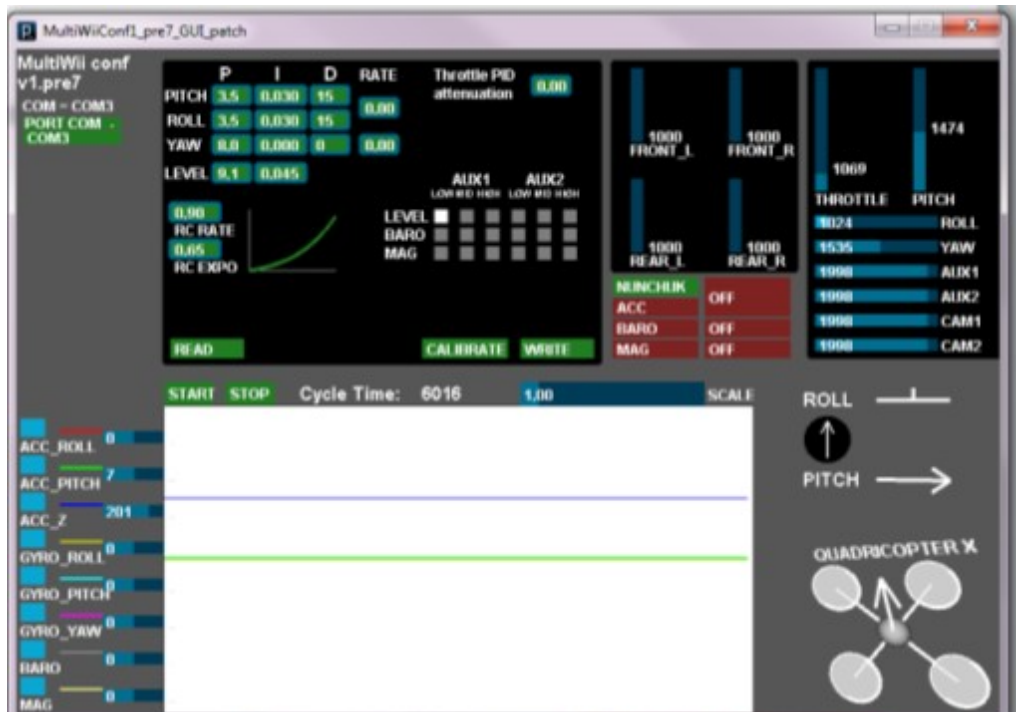 MultiWiiConf1_pre7_GUI_patch
MultiWii conf
v1.pre7
COM = COM3
PORT COM -
COM3
P I D RATE
PITCH 3,5 0,030 15
0,00
ROLL 3,5 0,030 15
YAW 8,0 0,000 0 0,00
LEVEL 9,1 0,045
Throttle PID
attenuation
0,00
0,90
RC RATE
0,65
RC EXPO
AUX1 AUX2
LOW MID HIGH LOW MID HIGH
LEVEL
BARO
MAG
READ CALIBRATE WRITE
1000 1000
FRONT_L FRONT_R
1000 1000
REAR_L REAR_R
NUNCHUK
ACC OFF
BARO OFF
MAG OFF
1474
1069
THROTTLE PITCH
1024 ROLL
1535 YAW
1998 AUX1
1998 AUX2
1998 CAM1
1998 CAM2
START STOP Cycle Time: 6016 1,00 SCALE
ACC_ROLL 0
ACC_PITCH 7
ACC_Z 201
GYRO_ROLL 0
GYRO_PITCH 0
GYRO_YAW 0
BARO 0
MAG 0
ROLL
PITCH
QUADRICOPTER X